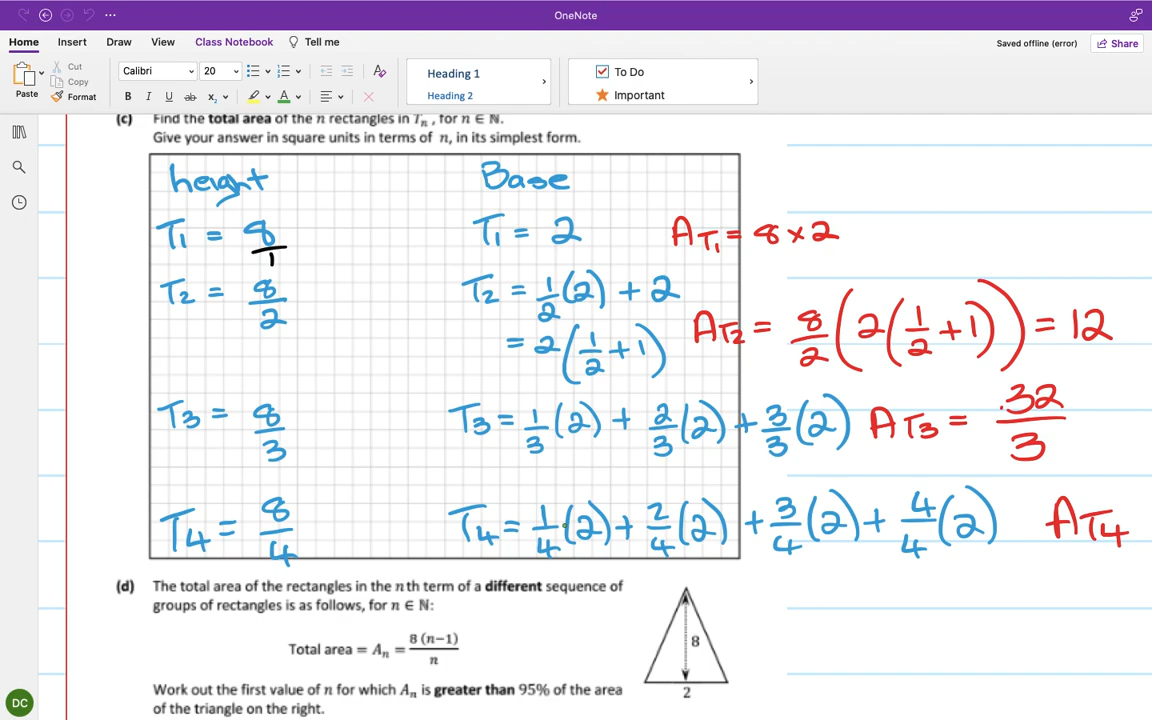 OneNote
Home Insert Draw View Class Notebook Tell me
Saved offline (error) Share
Paste Cut Copy Format
Calibri 20
B I U ab x₂ A
Heading 1
Heading 2
To Do
Important
(c) Find the total area of the n rectangles in Tₙ, for n ∈ ℕ.
Give your answer in square units in terms of n, in its simplest form.
height Base
T₁ = 8/1 T₁ = 2 A T₁ = 8 × 2
T₂ = 8/2 T₂ = 1/2 (2) + 2
= 2(1/2 + 1) A T₂ = 8/2 (2(1/2 + 1)) = 12
T₃ = 8/3 T₃ = 1/3 (2) + 2/3 (2) + 3/3 (2) A T₃ = 32/3
T₄ = 8/4 T₄ = 1/4 (2) + 2/4 (2) + 3/4 (2) + 4/4 (2) A T₄
(d) The total area of the rectangles in the n th term of a different sequence of
groups of rectangles is as follows, for n ∈ ℕ:
Total area = Aₙ = 8 (n−1)/n
8
2
Work out the first value of n for which Aₙ is greater than 95% of the area
of the triangle on the right.
DC